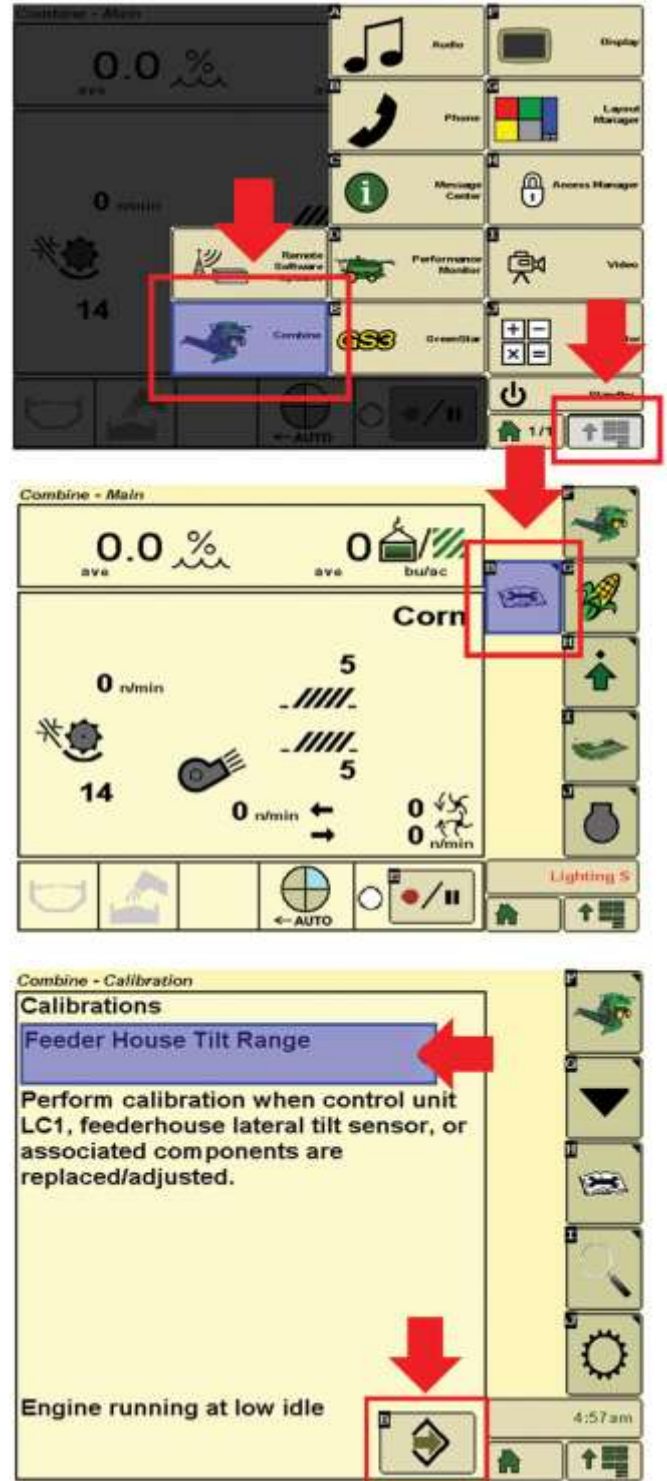 Combine - Main
0.0 %
ave
0 n/min
14
<- AUTO
Audio
Display
Phone
Layout
Manager
Message
Center
Access Manager
Remote
Software
Performance
Monitor
Video
Combine
GS3
GreenStar
1/1
Combine - Main
0.0 %
ave
0
ave
bu/ac
Corn
0 n/min
5
5
14
0 n/min
0
0
n/min
<- AUTO
Lighting S
Combine - Calibration
Calibrations
Feeder House Tilt Range
Perform calibration when control unit
LC1, feederhouse lateral tilt sensor, or
associated components are
replaced/adjusted.
Engine running at low idle
4:57 am